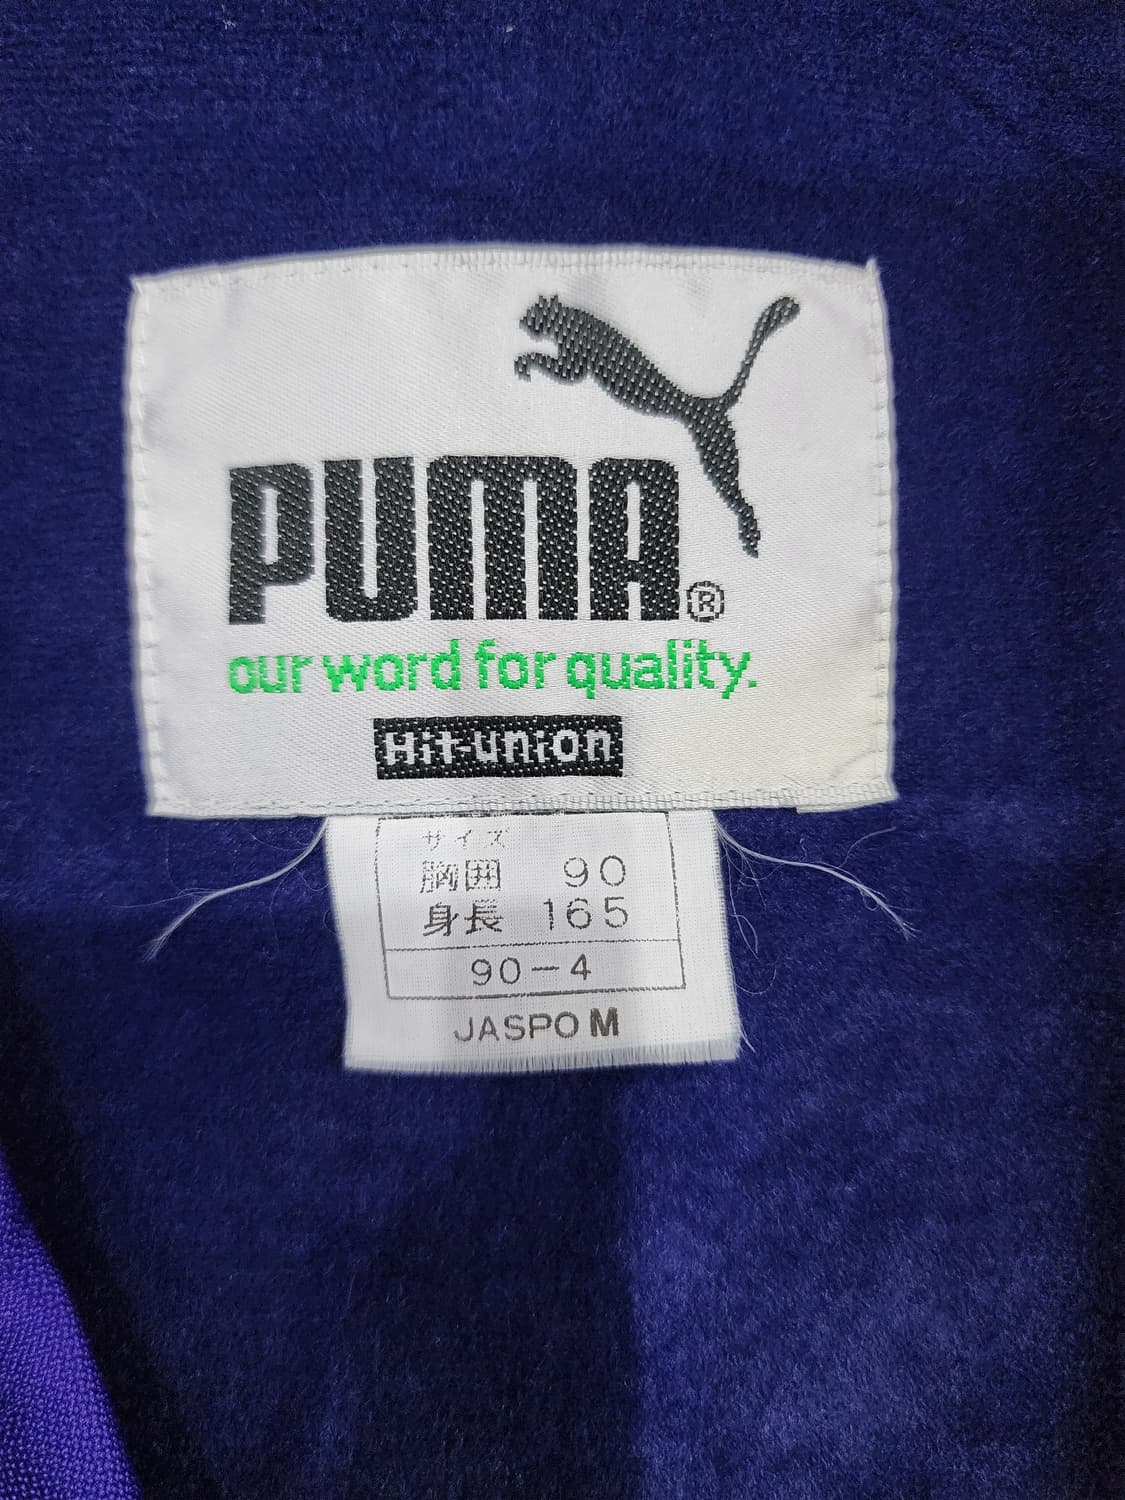 PUMA®
our word for quality.
Hit-union
サイズ
胸囲 90
身長 165
90-4
JASPO M